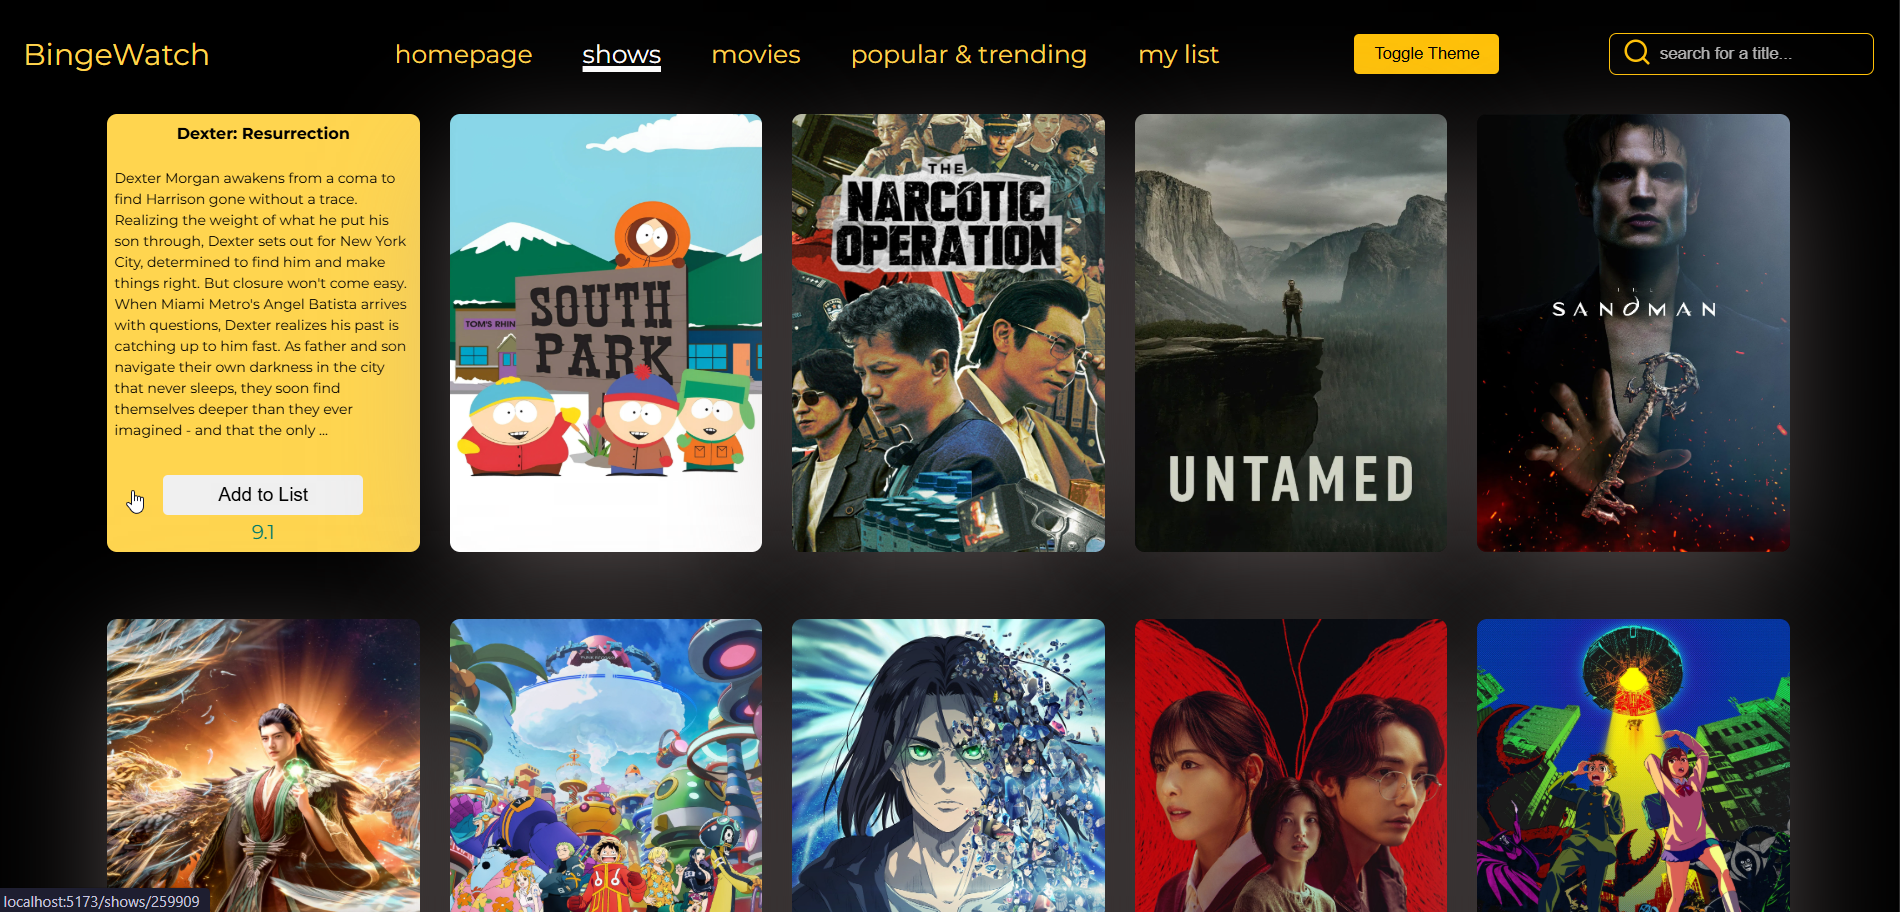 BingeWatch
homepage
shows
movies
popular & trending
my list
Toggle Theme
search for a title...
Dexter: Resurrection
Dexter Morgan awakens from a coma to
find Harrison gone without a trace.
Realizing the weight of what he put his
son through, Dexter sets out for New York
City, determined to find him and make
things right. But closure won't come easy.
When Miami Metro's Angel Batista arrives
with questions, Dexter realizes his past is
catching up to him fast. As father and son
navigate their own darkness in the city
that never sleeps, they soon find
themselves deeper than they ever
imagined - and that the only ...
Add to List
9.1
TOM'S RHIN
SOUTH
PARK
THE
NARCOTIC
OPERATION
UNTAMED
SANDMAN
localhost:5173/shows/259909